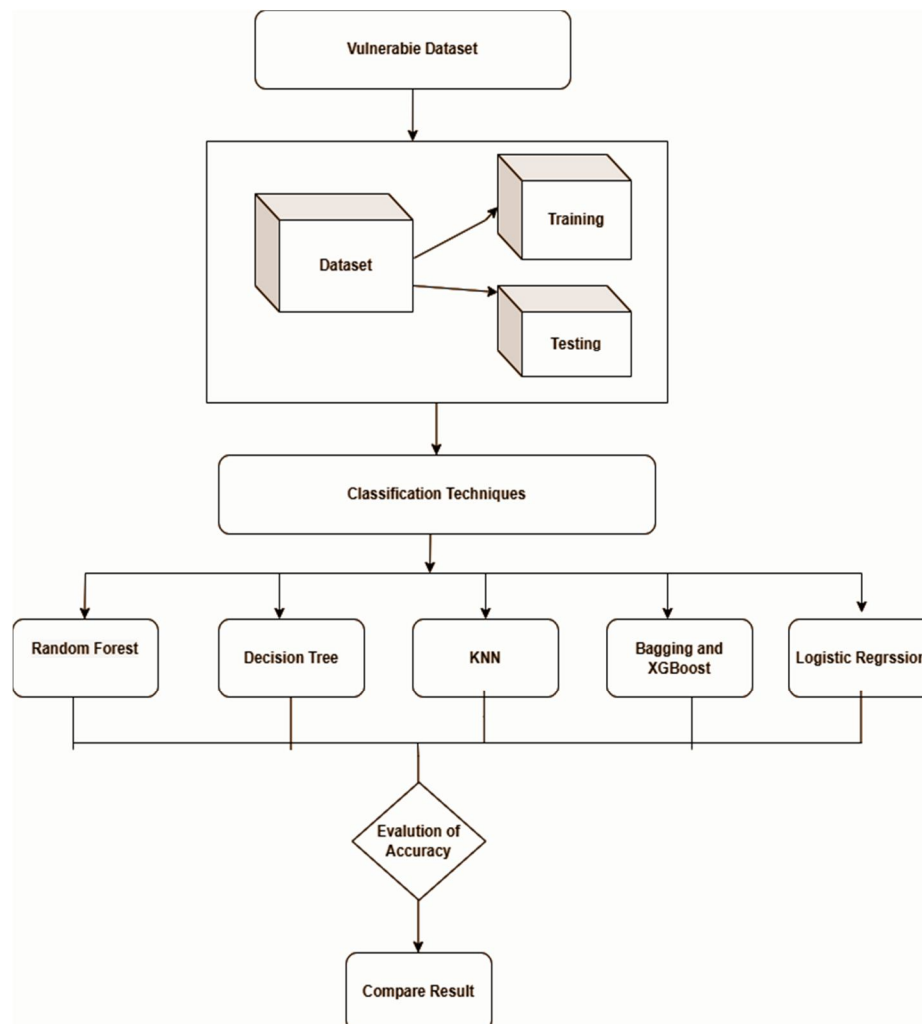 Vulnerabie Dataset
Training
Dataset
Testing
Classification Techniques
Random Forest
Decision Tree
KNN
Bagging and
XGBoost
Logistic Regrssion
Evalution of
Accuracy
Compare Result